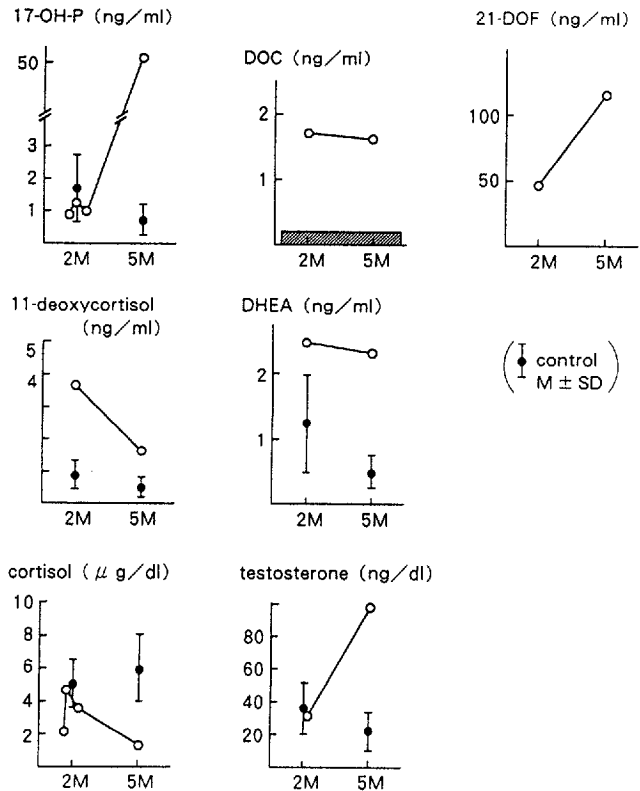 17-OH-P (ng/ml)
50
3
2
1
2M 5M
DOC (ng/ml)
2
1
2M 5M
21-DOF (ng/ml)
100
50
2M 5M
11-deoxycortisol
(ng/ml)
5
4
2M 5M
DHEA (ng/ml)
2
1
2M 5M
control
M ± SD
cortisol (μg/dl)
10
8
6
4
2
2M 5M
testosterone (ng/dl)
80
60
40
20
2M 5M